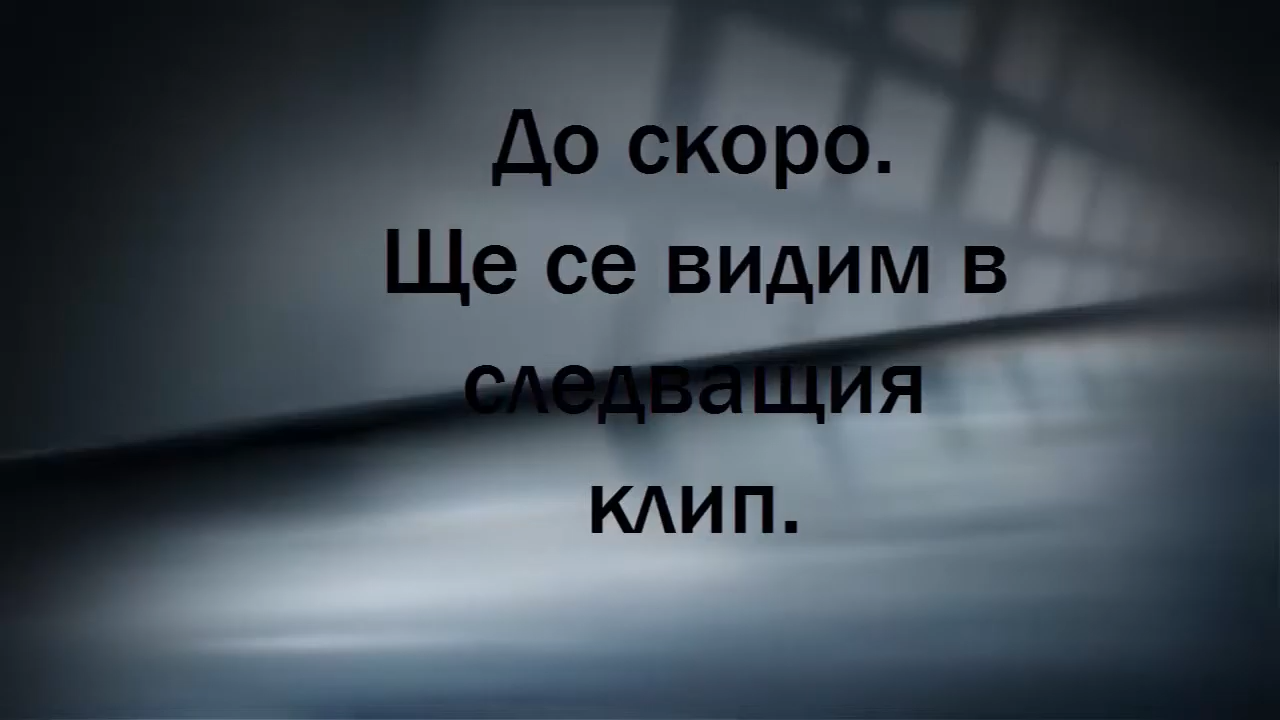 До скоро.
Ще се видим в
следващия
клип.